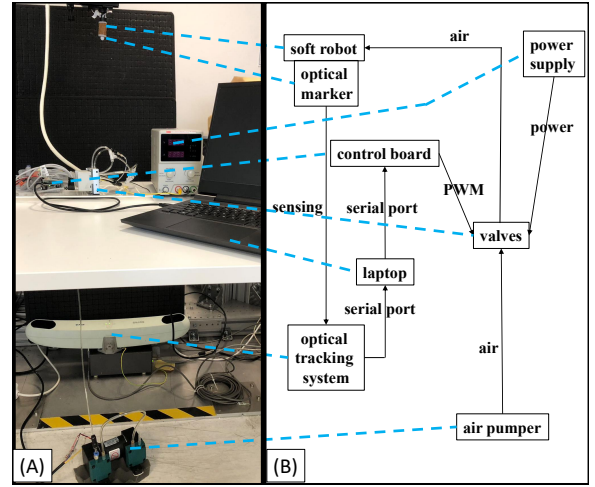 soft robot
optical
marker
air
power
supply
power
control board
PWM
sensing
serial port
valves
laptop
serial port
optical
tracking
system
air
air pumper
(A)
(B)